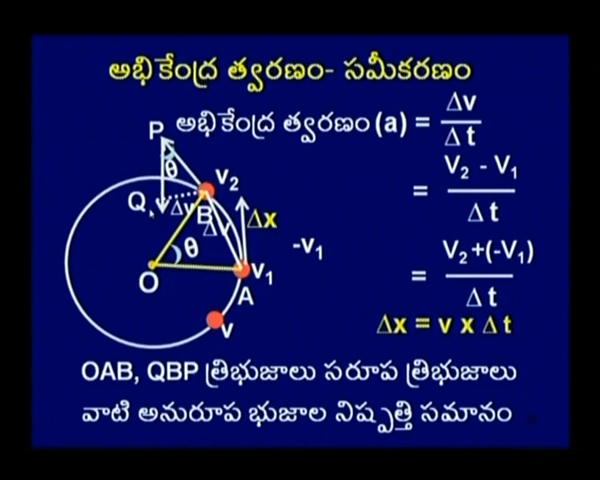 అభికేంద్ర త్వరణం- సమీకరణం
అభికేంద్ర త్వరణం (a) = Δv / Δt
= V₂ - V₁ / Δt
= V₂ +(-V₁) / Δt
Δx = v x Δt
P
θ
v₂
Q
Δv
B
Δx
θ
-v₁
O
v₁
A
v
OAB, QBP త్రిభుజాలు సరూప త్రిభుజాలు
వాటి అనురూప భుజాల నిష్పత్తి సమానం